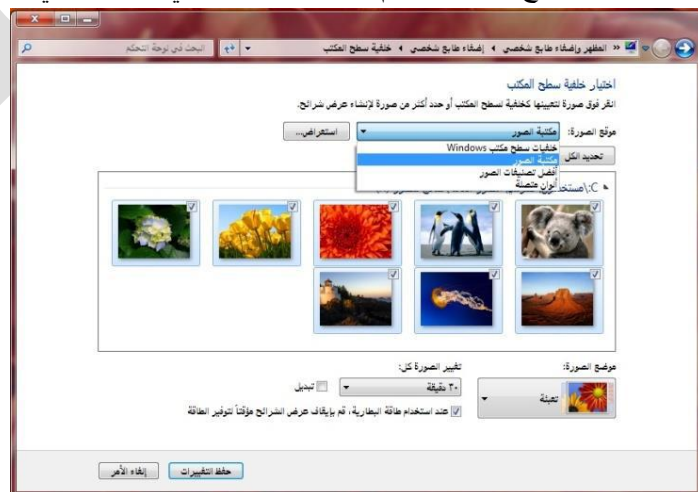 « المظهر وإضفاء طابع شخصي ‹ إضفاء طابع شخصي ‹ خلفية سطح المكتب
البحث في لوحة التحكم
اختيار خلفية سطح المكتب
انقر فوق صورة لتعيينها كخلفية لسطح المكتب أو حدد أكثر من صورة لإنشاء عرض شرائح.
موقع الصورة: مكتبة الصور استعراض...
خلفيات سطح مكتب Windows
تحديد الكل مكتبة الصور
أفضل تصنيفات الصور
ألوان متصلة
موضع الصورة: تغيير الصورة كل:
تعبئة ٣٠ دقيقة تبديل
عند استخدام طاقة البطارية، قم بإيقاف عرض الشرائح مؤقتاً لتوفير الطاقة
حفظ التغييرات إلغاء الأمر